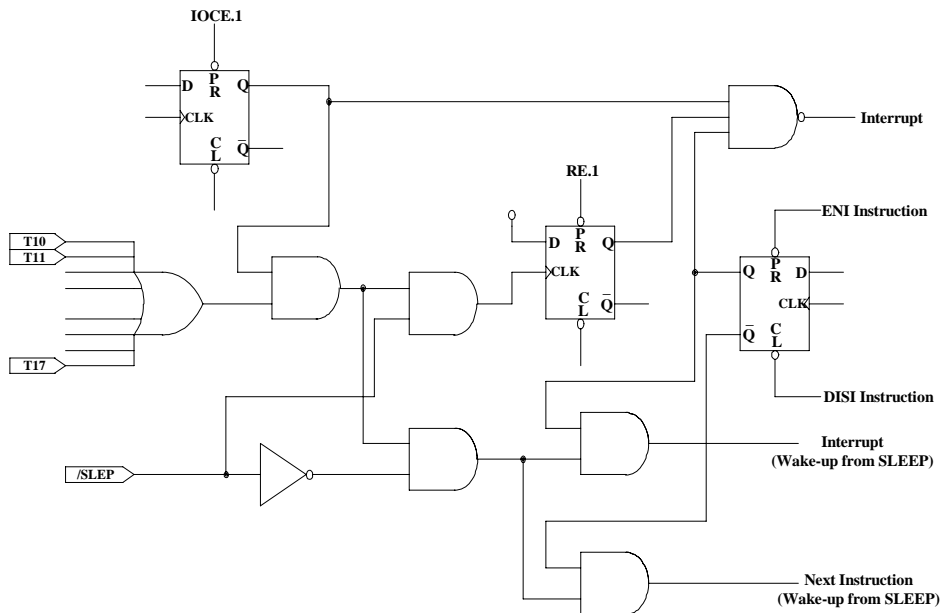 IOCE.1
D
P
R
Q
CLK
C
L
Q̅
Interrupt
RE.1
D
P
R
Q
CLK
C
L
Q̅
ENI Instruction
Q
P
R
D
CLK
Q̅
C
L
DISI Instruction
T10
T11
T17
/SLEP
Interrupt
(Wake-up from SLEEP)
Next Instruction
(Wake-up from SLEEP)